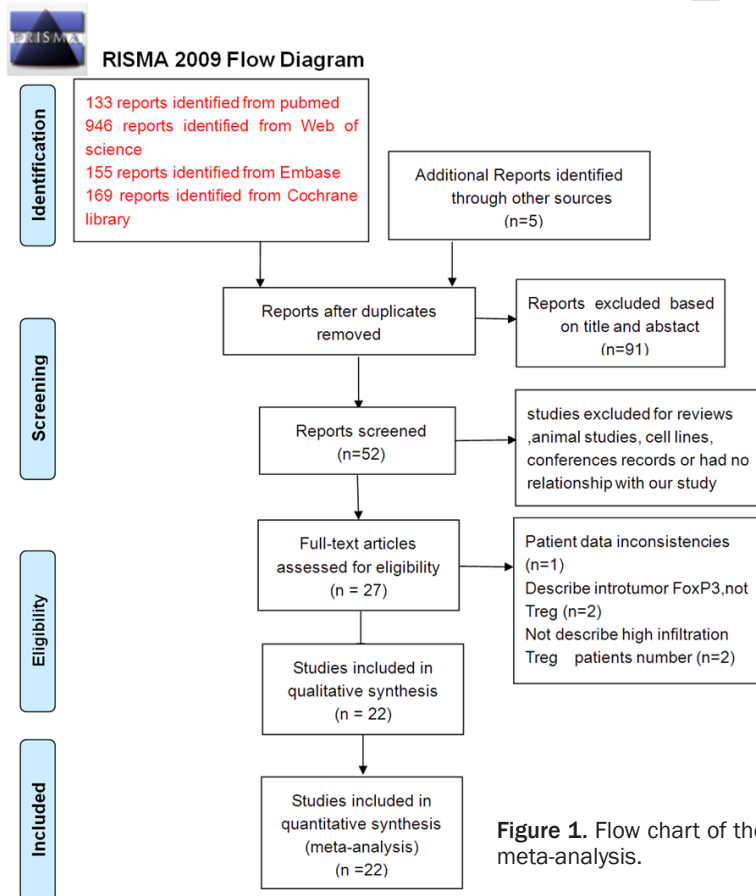 PRISMA
RISMA 2009 Flow Diagram
Identification
133 reports identified from pubmed
946 reports identified from Web of
science
155 reports identified from Embase
169 reports identified from Cochrane
library
Additional Reports identified
through other sources
(n=5)
Screening
Reports after duplicates
removed
Reports excluded based
on title and abstact
(n=91)
Reports screened
(n=52)
studies excluded for reviews
,animal studies, cell lines,
conferences records or had no
relationship with our study
Eligibility
Full-text articles
assessed for eligibility
(n = 27)
Patient data inconsistencies
(n=1)
Describe introtumor FoxP3,not
Treg (n=2)
Not describe high infiltration
Treg patients number (n=2)
Studies included in
qualitative synthesis
(n = 22)
Included
Studies included in
quantitative synthesis
(meta-analysis)
(n =22)
Figure 1. Flow chart of the
meta-analysis.